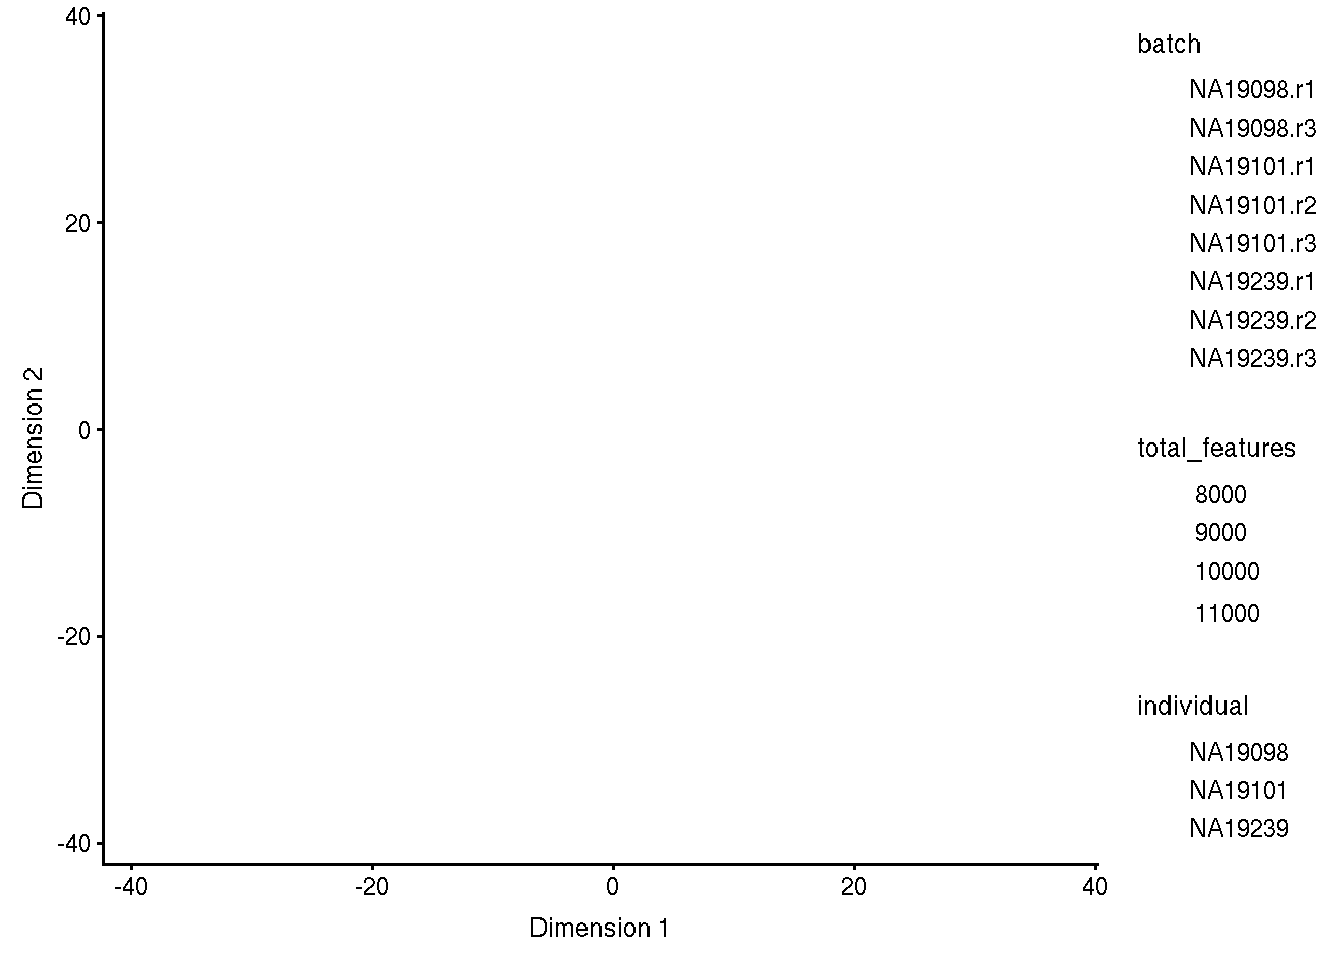 40
20
0
-20
-40
Dimension 2
-40
-20
0
20
40
Dimension 1
batch
NA19098.r1
NA19098.r3
NA19101.r1
NA19101.r2
NA19101.r3
NA19239.r1
NA19239.r2
NA19239.r3
total_features
8000
9000
10000
11000
individual
NA19098
NA19101
NA19239